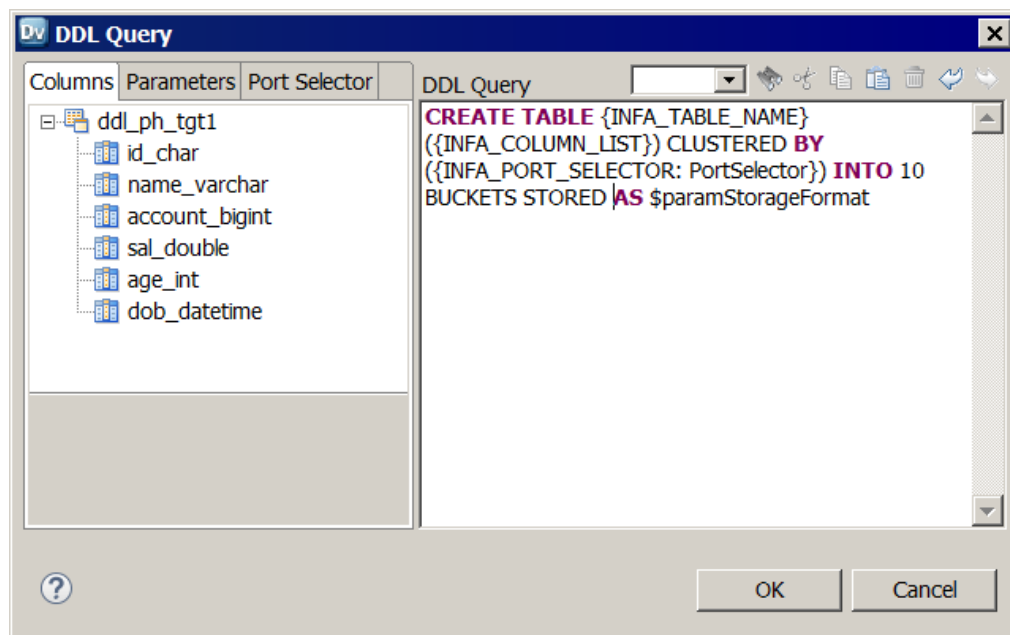 Dv DDL Query
Columns Parameters Port Selector
ddl_ph_tgt1
id_char
name_varchar
account_bigint
sal_double
age_int
dob_datetime
DDL Query
CREATE TABLE {INFA_TABLE_NAME}
({INFA_COLUMN_LIST}) CLUSTERED BY
({INFA_PORT_SELECTOR: PortSelector}) INTO 10
BUCKETS STORED AS $paramStorageFormat
?
OK Cancel